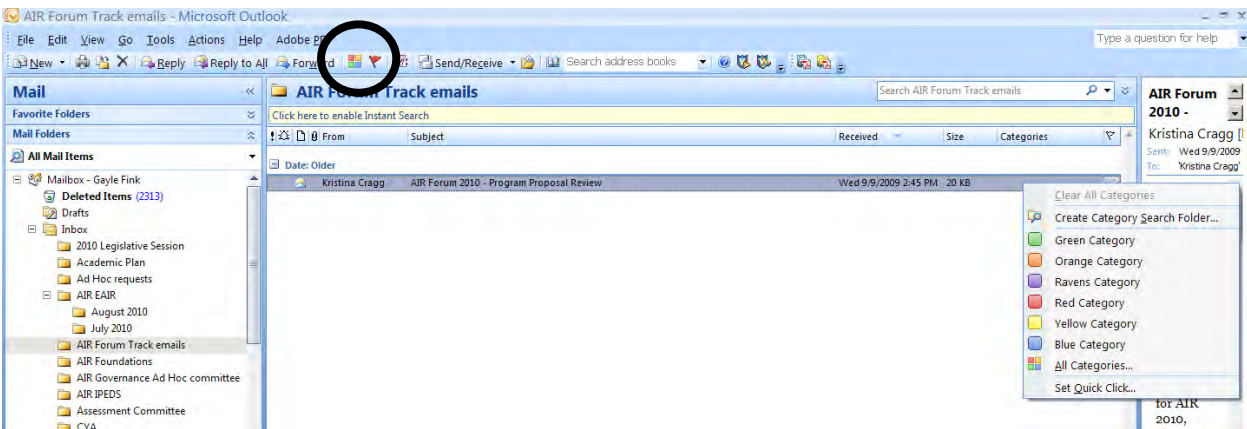 AIR Forum Track emails - Microsoft Outlook
File Edit View Go Tools Actions Help Adobe P
Type a question for help
New Reply Reply to All Forward Send/Receive Search address books
Mail
AIR Forum Track emails
Search AIR Forum Track emails
AIR Forum
2010 -
Favorite Folders
Click here to enable Instant Search
Mail Folders
From Subject Received Size Categories
Kristina Cragg [
All Mail Items
Date: Older
Sent: Wed 9/9/2009
To: 'Kristina Cragg'
Mailbox - Gayle Fink
Kristina Cragg AIR Forum 2010 - Program Proposal Review Wed 9/9/2009 2:45 PM 20 KB
Deleted Items (2313)
Drafts
Inbox
2010 Legislative Session
Academic Plan
Ad Hoc requests
AIR EAIR
August 2010
July 2010
AIR Forum Track emails
AIR Foundations
AIR Governance Ad Hoc committee
AIR IPEDS
Assessment Committee
CYA
Clear All Categories
Create Category Search Folder...
Green Category
Orange Category
Ravens Category
Red Category
Yellow Category
Blue Category
All Categories...
Set Quick Click...
for AIR
2010,